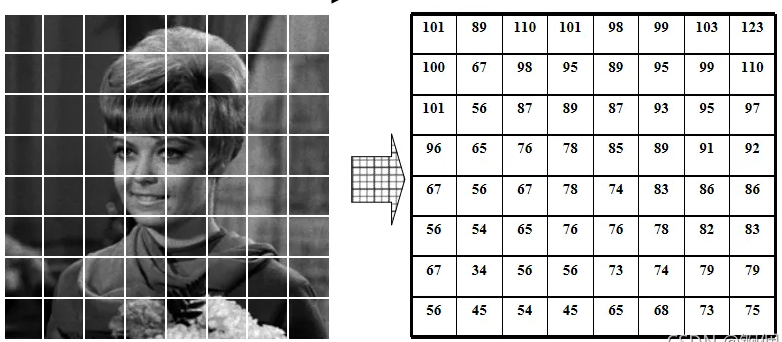 101 89 110 101 98 99 103 123
100 67 98 95 89 95 99 110
101 56 87 89 87 93 95 97
96 65 76 78 85 89 91 92
67 56 67 78 74 83 86 86
56 54 65 76 76 78 82 83
67 34 56 56 73 74 79 79
56 45 54 45 65 68 73 75